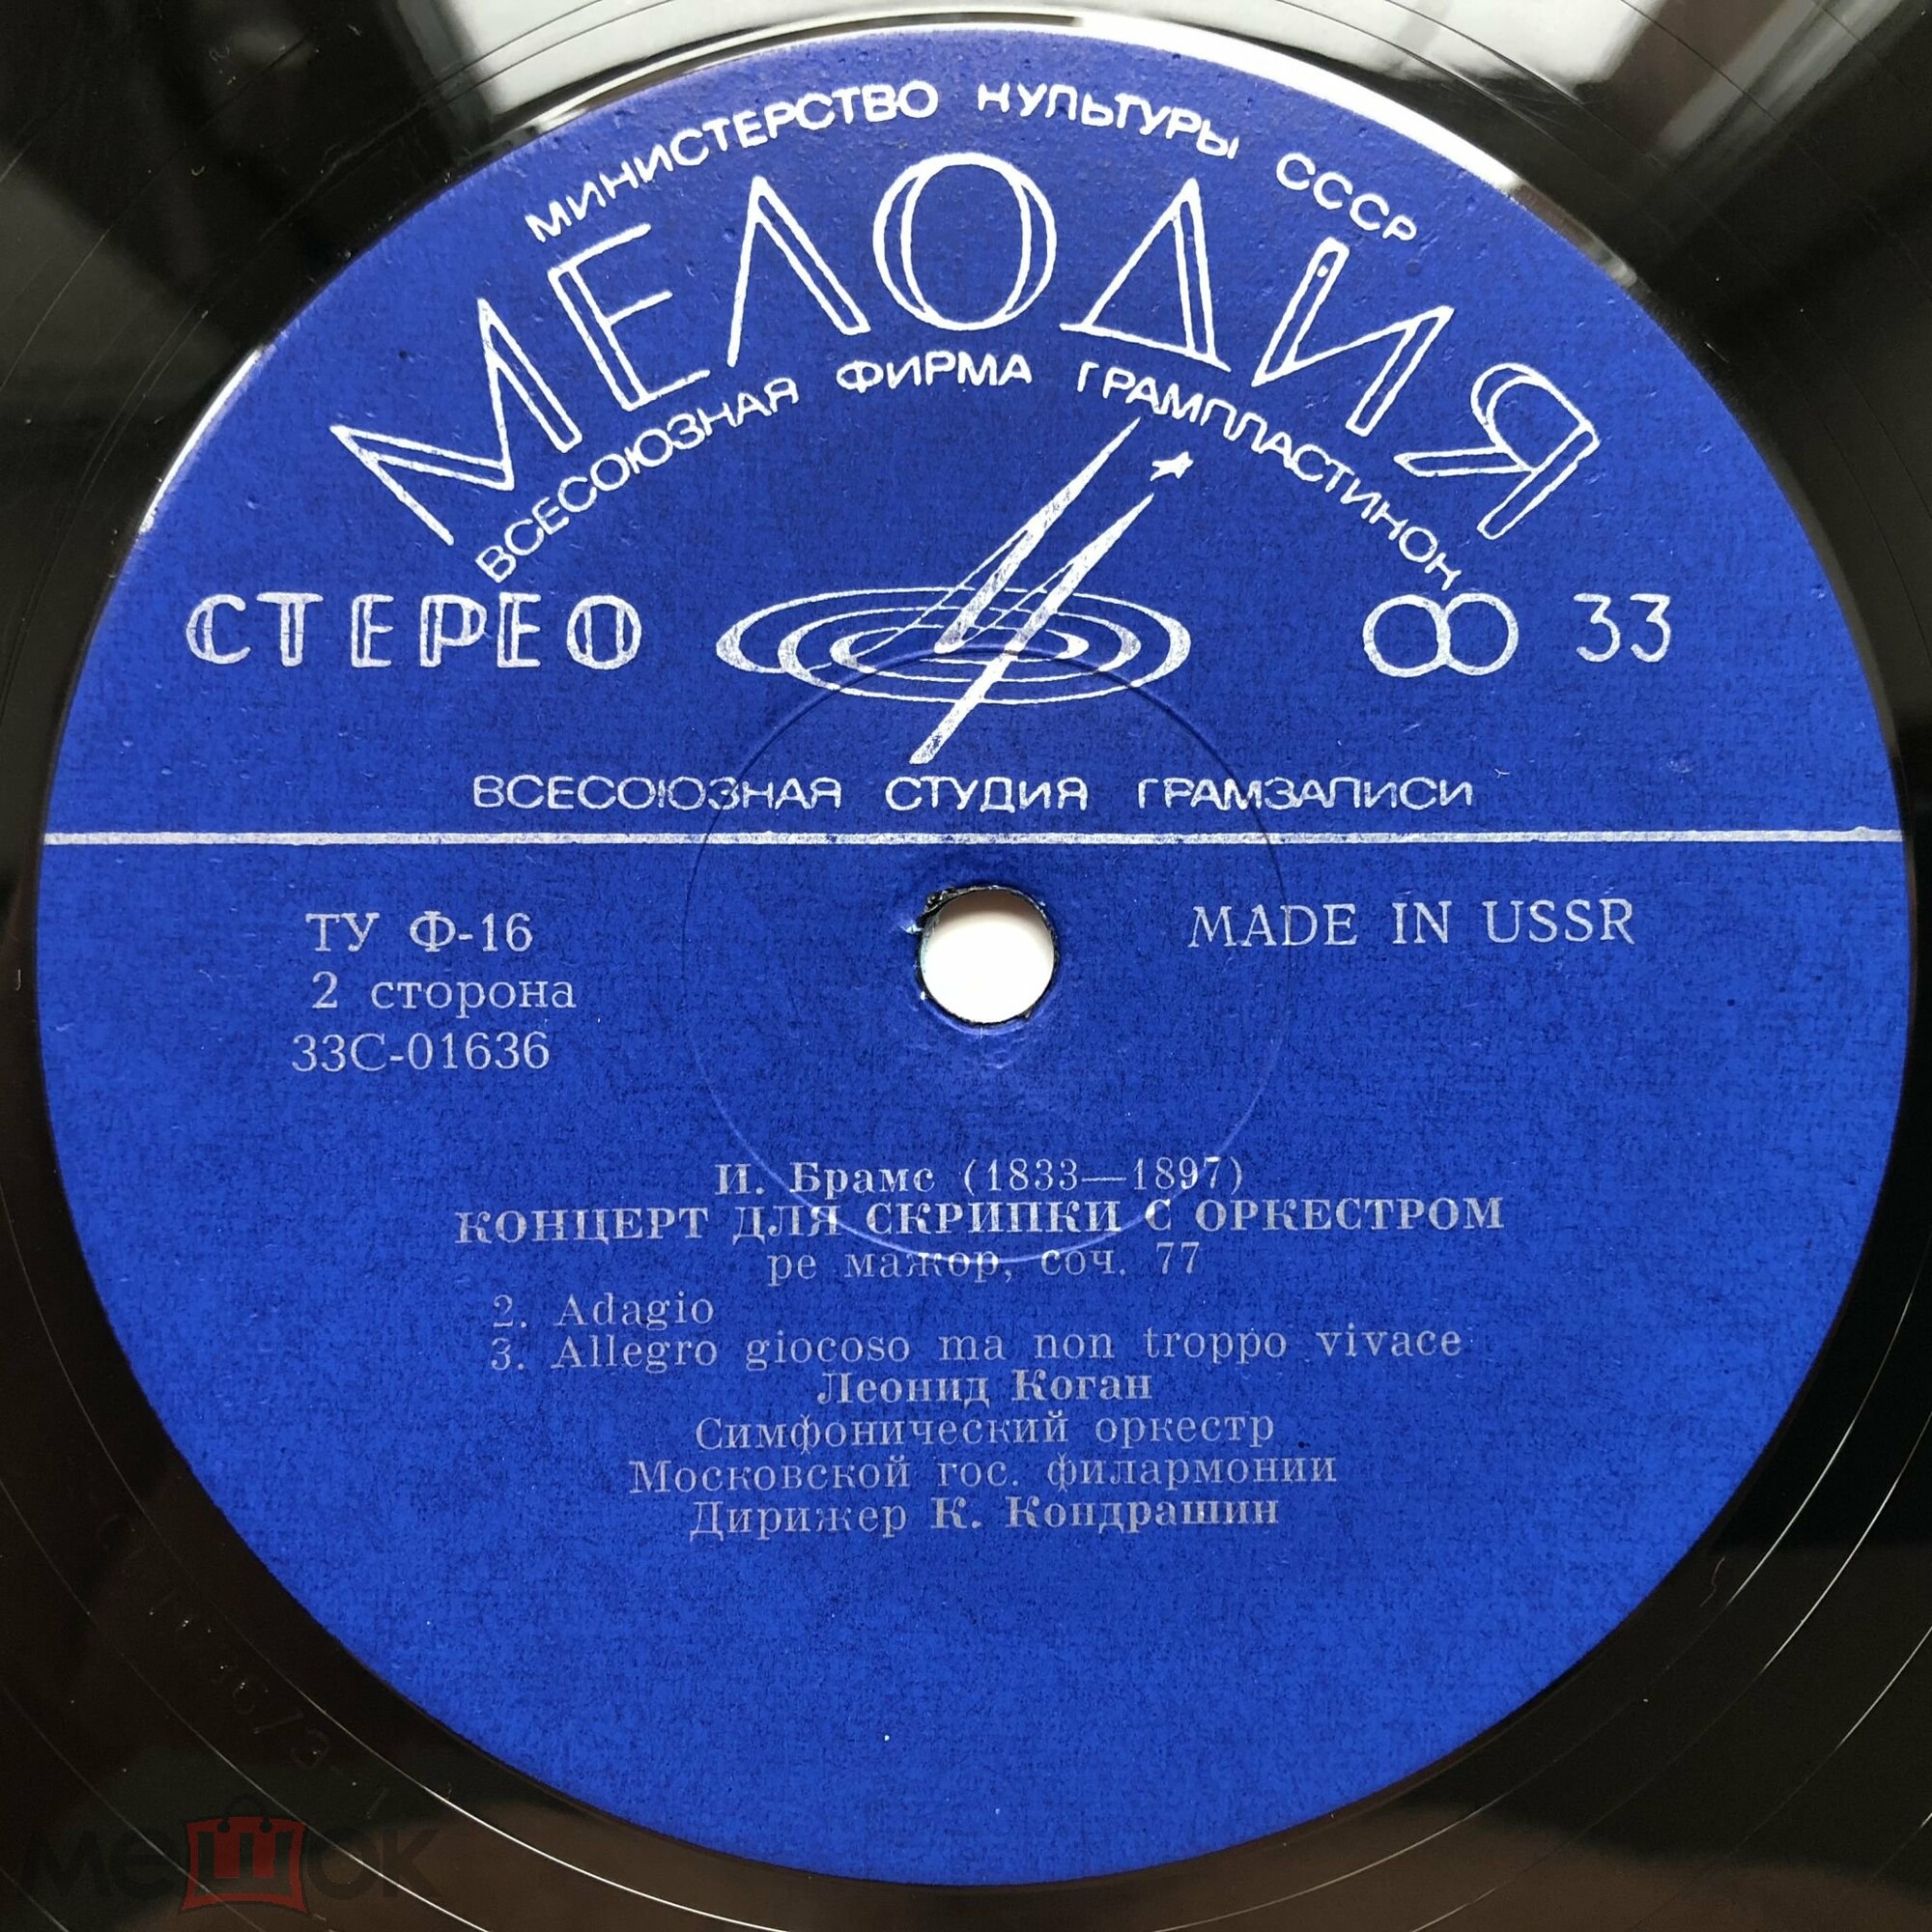 МИНИСТЕРСТВО КУЛЬТУРЫ СССР
МЕЛОДИЯ
ВСЕСОЮЗНАЯ ФИРМА ГРАМПЛАСТИНОК
СТЕРЕО 33
ВСЕСОЮЗНАЯ СТУДИЯ ГРАМЗАПИСИ
ТУ Ф-16 MADE IN USSR
2 сторона
33С-01636
И. Брамс (1833—1897)
КОНЦЕРТ ДЛЯ СКРИПКИ С ОРКЕСТРОМ
ре мажор, соч. 77
2. Adagio
3. Allegro giocoso ma non troppo vivace
Леонид Коган
Симфонический оркестр
Московской гос. филармонии
Дирижер К. Кондрашин
мешок